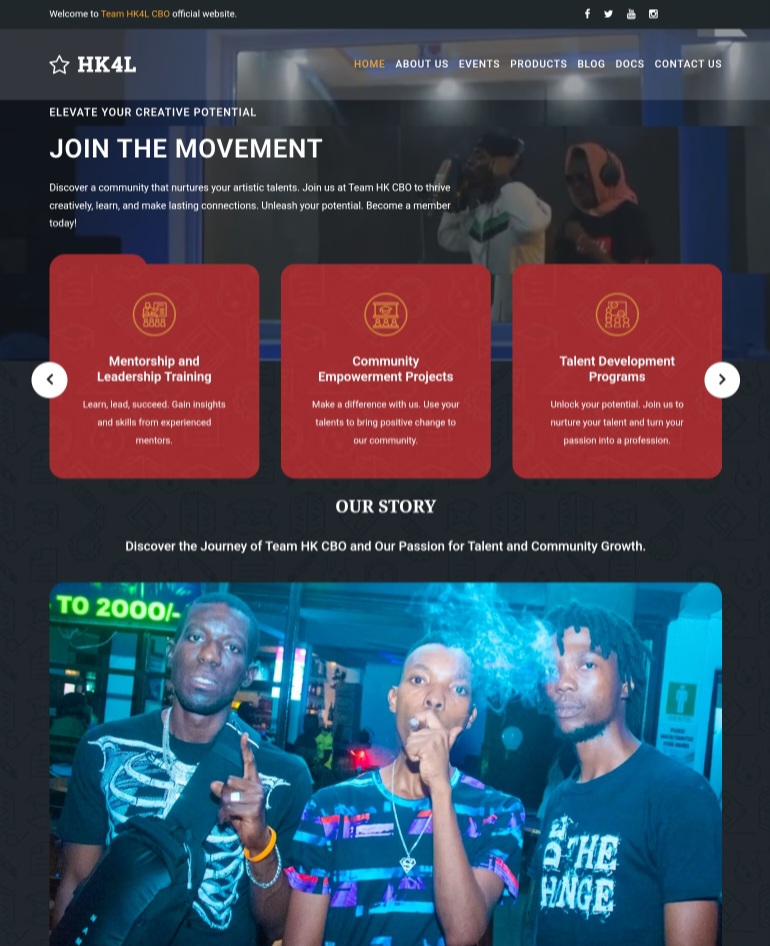 Welcome to Team HK4L CBO official website.
HK4L
HOME ABOUT US EVENTS PRODUCTS BLOG DOCS CONTACT US
ELEVATE YOUR CREATIVE POTENTIAL
JOIN THE MOVEMENT
Discover a community that nurtures your artistic talents. Join us at Team HK CBO to thrive
creatively, learn, and make lasting connections. Unleash your potential. Become a member
today!
Mentorship and
Leadership Training
Learn, lead, succeed. Gain insights
and skills from experienced
mentors.
Community
Empowerment Projects
Make a difference with us. Use your
talents to bring positive change to
our community.
Talent Development
Programs
Unlock your potential. Join us to
nurture your talent and turn your
passion into a profession.
OUR STORY
Discover the Journey of Team HK CBO and Our Passion for Talent and Community Growth.
TO 2000/-
THE